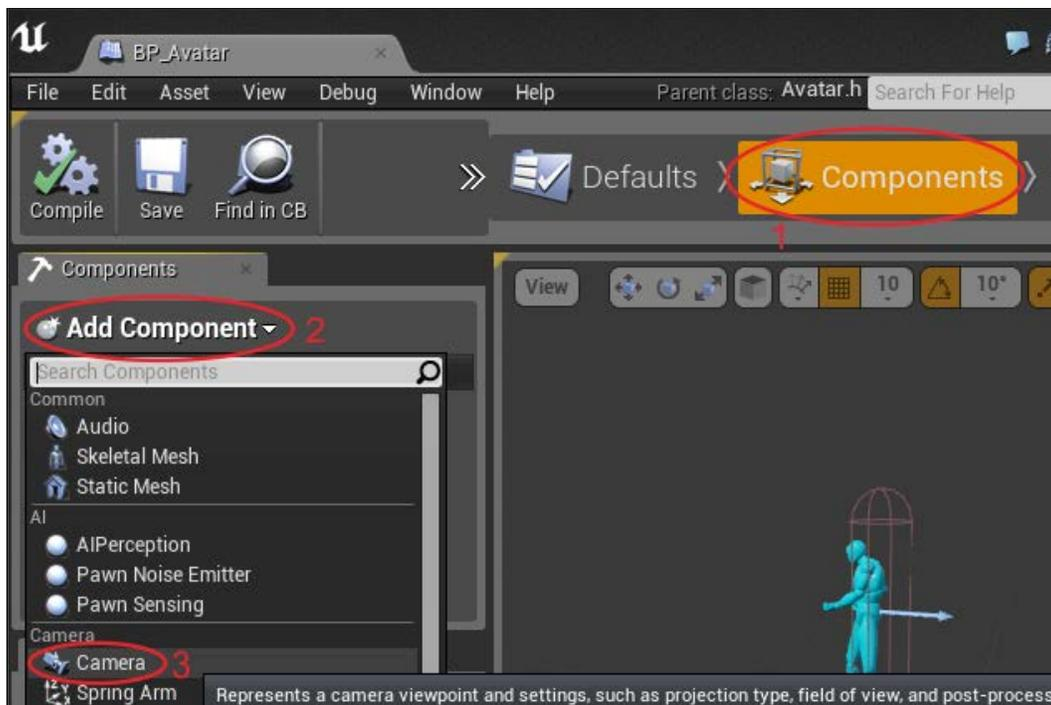 BP_Avatar
File Edit Asset View Debug Window Help Parent class: Avatar.h Search For Help
Compile Save Find in CB Defaults Components
1
Components
View 10 10°
Add Component 2
Search Components
Common
Audio
Skeletal Mesh
Static Mesh
AI
AIPerception
Pawn Noise Emitter
Pawn Sensing
Camera
Camera 3
Spring Arm
Represents a camera viewpoint and settings, such as projection type, field of view, and post-process